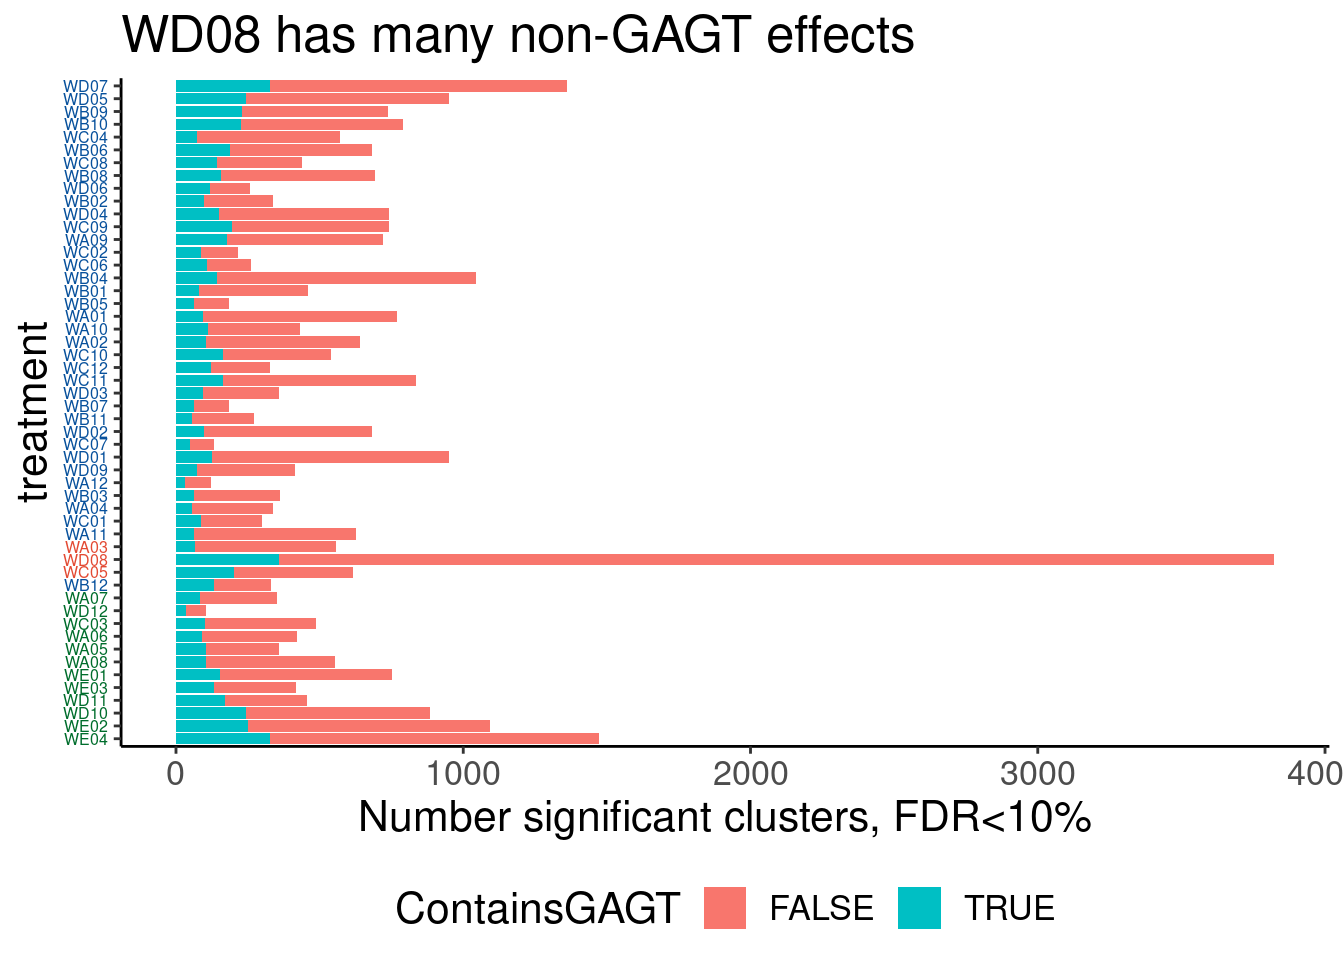 WD08 has many non-GAGT effects
WD07
WD05
WB09
WB10
WC04
WB06
WC08
WB08
WD06
WB02
WD04
WC09
WA09
WC02
WC06
WB04
WB01
WB05
WA01
WA10
WA02
WC10
WC12
WC11
WD03
WB07
WB11
WD02
WC07
WD01
WD09
WA12
WB03
WA04
WC01
WA11
WA03
WD08
WC05
WB12
WA07
WD12
WC03
WA06
WA05
WA08
WE01
WE03
WD11
WD10
WE02
WE04
treatment
0 1000 2000 3000 400
Number significant clusters, FDR<10%
ContainsGAGT FALSE TRUE